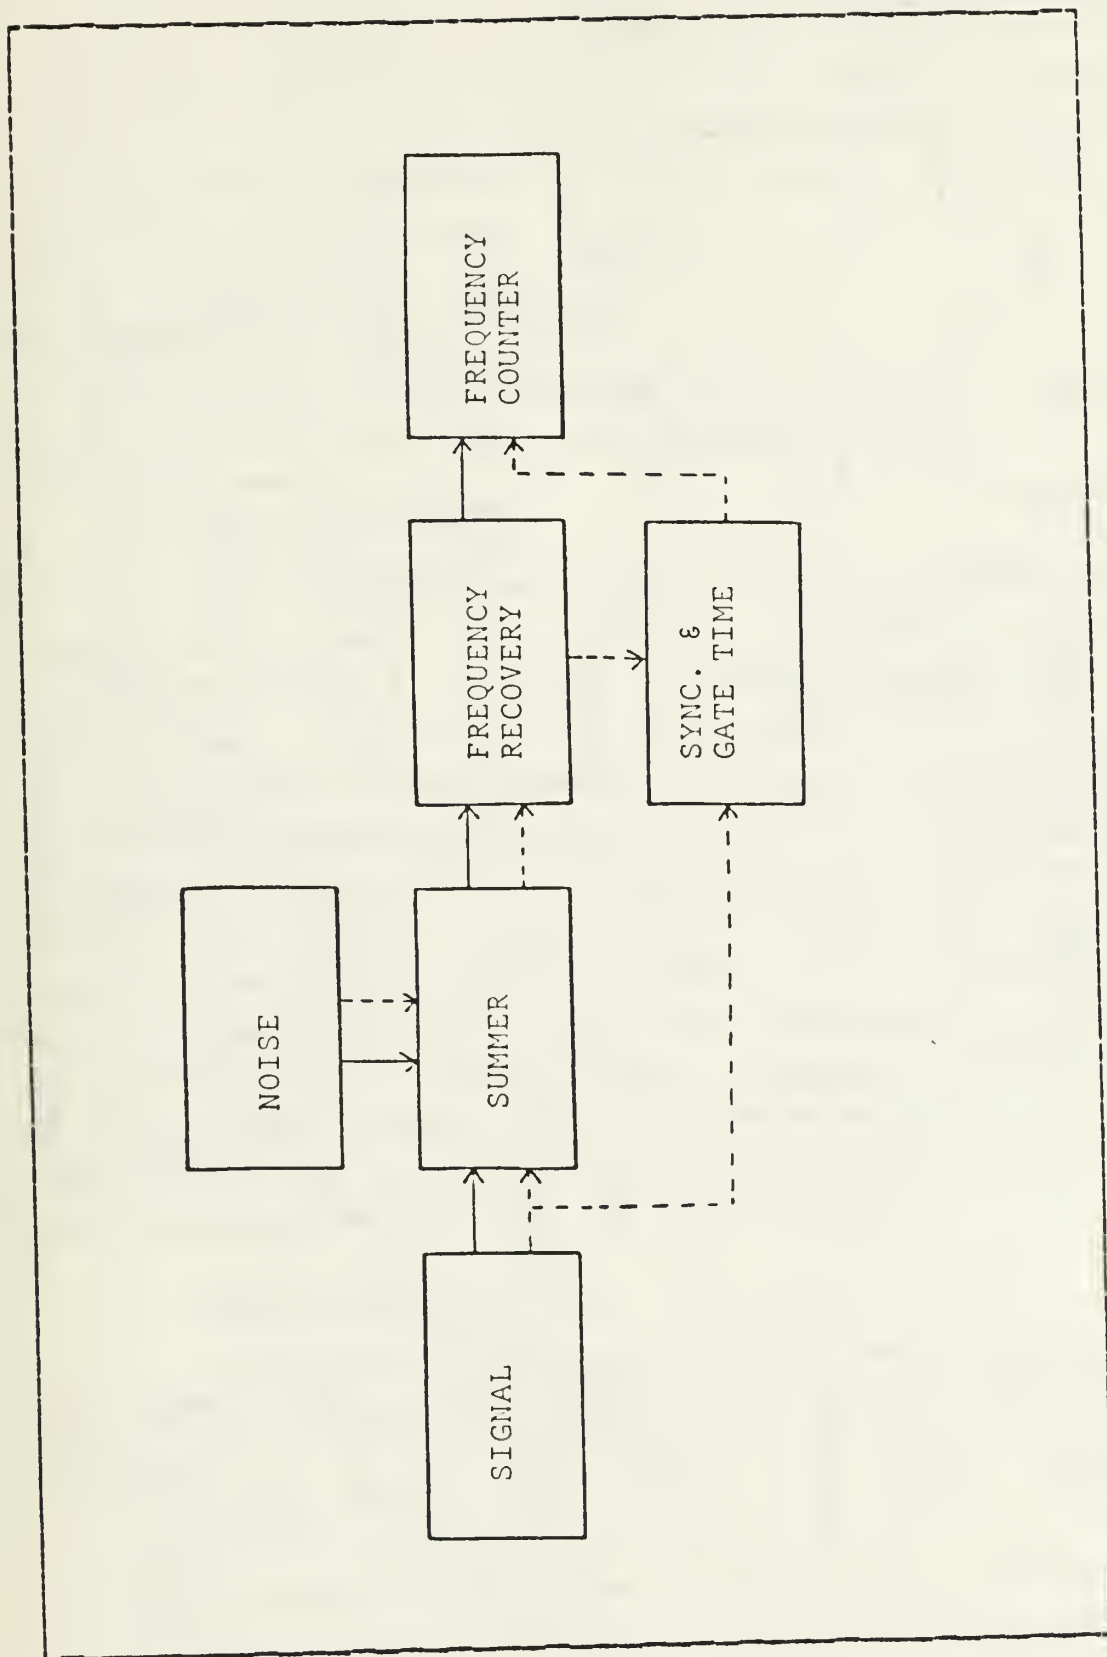 NOISE
SIGNAL
SUMMER
FREQUENCY
RECOVERY
FREQUENCY
COUNTER
SYNC. &
GATE TIME